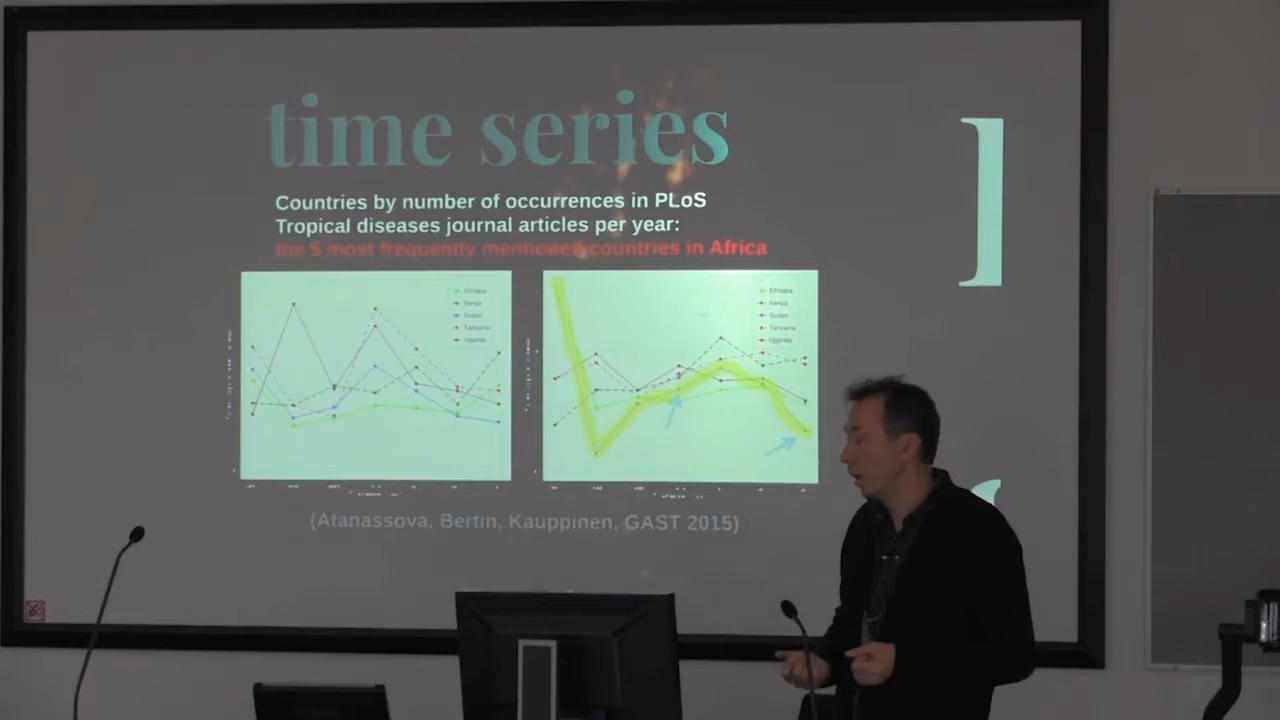 time series
Countries by number of occurrences in PLoS
Tropical diseases journal articles per year:
the 5 most frequently mentioned countries in Africa
Ethiopia
Kenya
Sudan
Tanzania
Uganda
Ethiopia
Kenya
Sudan
Tanzania
Uganda
(Atanassova, Bertin, Kauppinen, GAST 2015)
]